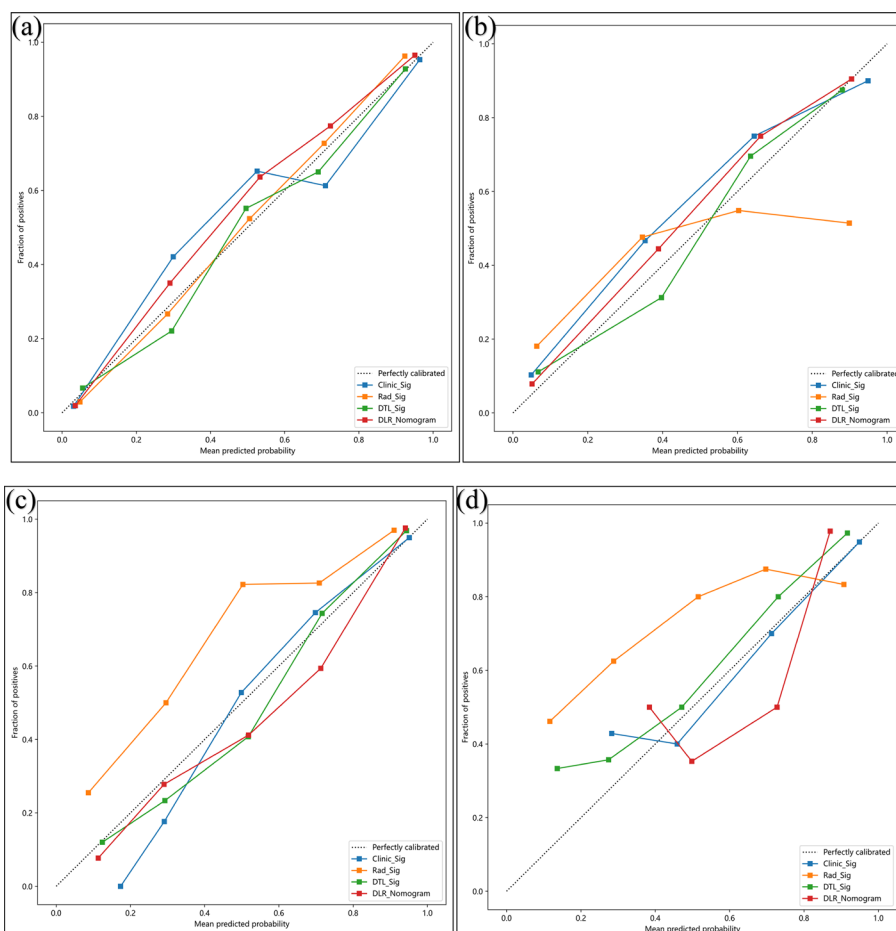 (a)
1.0
0.8
0.6
0.4
0.2
0.0
Fraction of positives
0.0 0.2 0.4 0.6 0.8 1.0
Mean predicted probability
Perfectly calibrated
Clinic_Sig
Rad_Sig
DTL_Sig
DLR_Nomogram
(b)
1.0
0.8
0.6
0.4
0.2
0.0
Fraction of positives
0.0 0.2 0.4 0.6 0.8 1.0
Mean predicted probability
Perfectly calibrated
Clinic_Sig
Rad_Sig
DTL_Sig
DLR_Nomogram
(c)
1.0
0.8
0.6
0.4
0.2
0.0
Fraction of positives
0.0 0.2 0.4 0.6 0.8 1.0
Mean predicted probability
Perfectly calibrated
Clinic_Sig
Rad_Sig
DTL_Sig
DLR_Nomogram
(d)
1.0
0.8
0.6
0.4
0.2
0.0
Fraction of positives
0.0 0.2 0.4 0.6 0.8 1.0
Mean predicted probability
Perfectly calibrated
Clinic_Sig
Rad_Sig
DTL_Sig
DLR_Nomogram